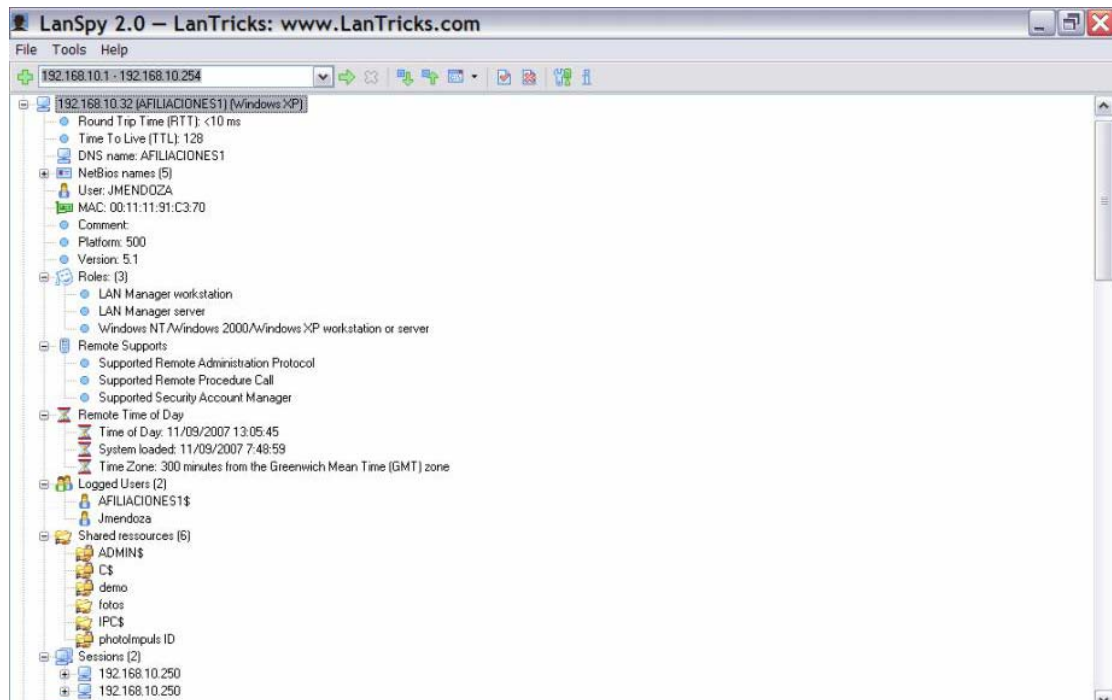 LanSpy 2.0 — LanTricks: www.LanTricks.com
File Tools Help
192.168.10.1 - 192.168.10.254
192.168.10.32 (AFILIACIONES1) (Windows XP)
Round Trip Time (RTT): <10 ms
Time To Live (TTL): 128
DNS name: AFILIACIONES1
NetBios names (5)
User: JMENDOZA
MAC: 00:11:11:91:C3:70
Comment:
Platform: 500
Version: 5.1
Roles: (3)
LAN Manager workstation
LAN Manager server
Windows NT/Windows 2000/Windows XP workstation or server
Remote Supports
Supported Remote Administration Protocol
Supported Remote Procedure Call
Supported Security Account Manager
Remote Time of Day
Time of Day: 11/09/2007 13:05:45
System loaded: 11/09/2007 7:48:59
Time Zone: 300 minutes from the Greenwich Mean Time (GMT) zone
Logged Users (2)
AFILIACIONES1$
Jmendoza
Shared ressources (6)
ADMIN$
C$
demo
fotos
IPC$
photoImpuls ID
Sessions (2)
192.168.10.250
192.168.10.250